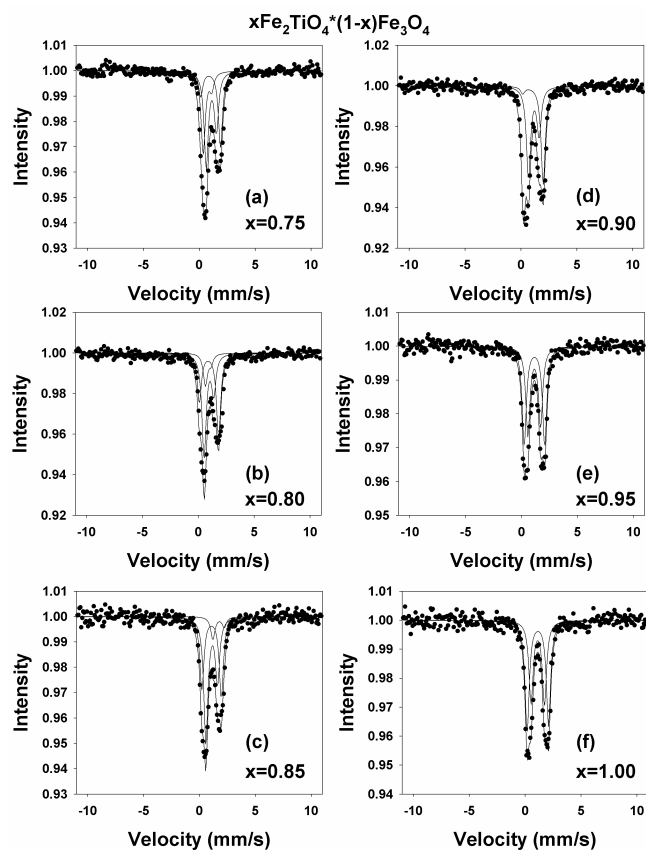 xFe₂TiO₄*(1-x)Fe₃O₄
1.01
1.00
0.99
0.98
0.97
0.96
0.95
0.94
0.93
Intensity
(a)
x=0.75
-10 -5 0 5 10
Velocity (mm/s)
1.02
1.00
0.98
0.96
0.94
0.92
Intensity
(d)
x=0.90
-10 -5 0 5 10
Velocity (mm/s)
1.02
1.00
0.98
0.96
0.94
0.92
Intensity
(b)
x=0.80
-10 -5 0 5 10
Velocity (mm/s)
1.01
1.00
0.99
0.98
0.97
0.96
0.95
Intensity
(e)
x=0.95
-10 -5 0 5 10
Velocity (mm/s)
1.01
1.00
0.99
0.98
0.97
0.96
0.95
0.94
0.93
Intensity
(c)
x=0.85
-10 -5 0 5 10
Velocity (mm/s)
1.01
1.00
0.99
0.98
0.97
0.96
0.95
0.94
Intensity
(f)
x=1.00
-10 -5 0 5 10
Velocity (mm/s)